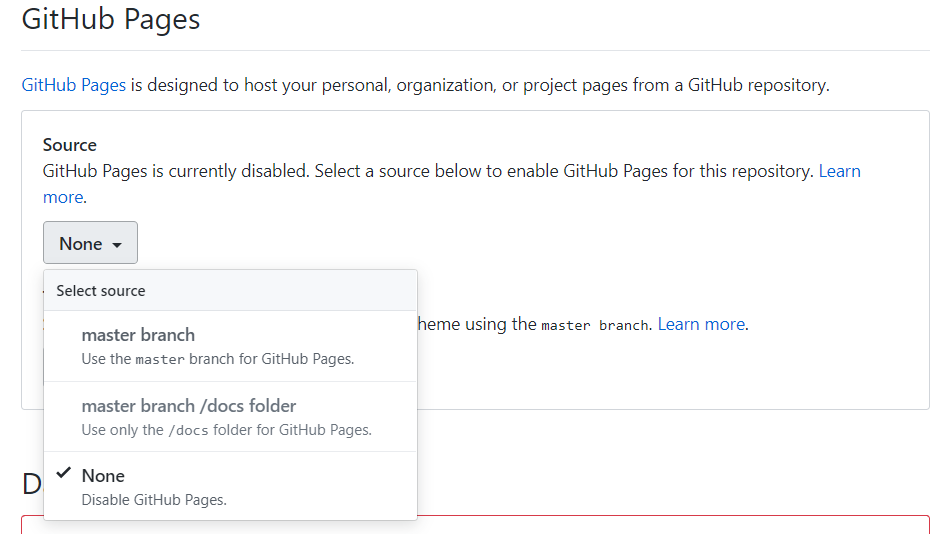 GitHub Pages
GitHub Pages is designed to host your personal, organization, or project pages from a GitHub repository.
Source
GitHub Pages is currently disabled. Select a source below to enable GitHub Pages for this repository. Learn
more.
None
Select source
heme using the master branch. Learn more.
master branch
Use the master branch for GitHub Pages.
master branch /docs folder
Use only the /docs folder for GitHub Pages.
None
Disable GitHub Pages.
D